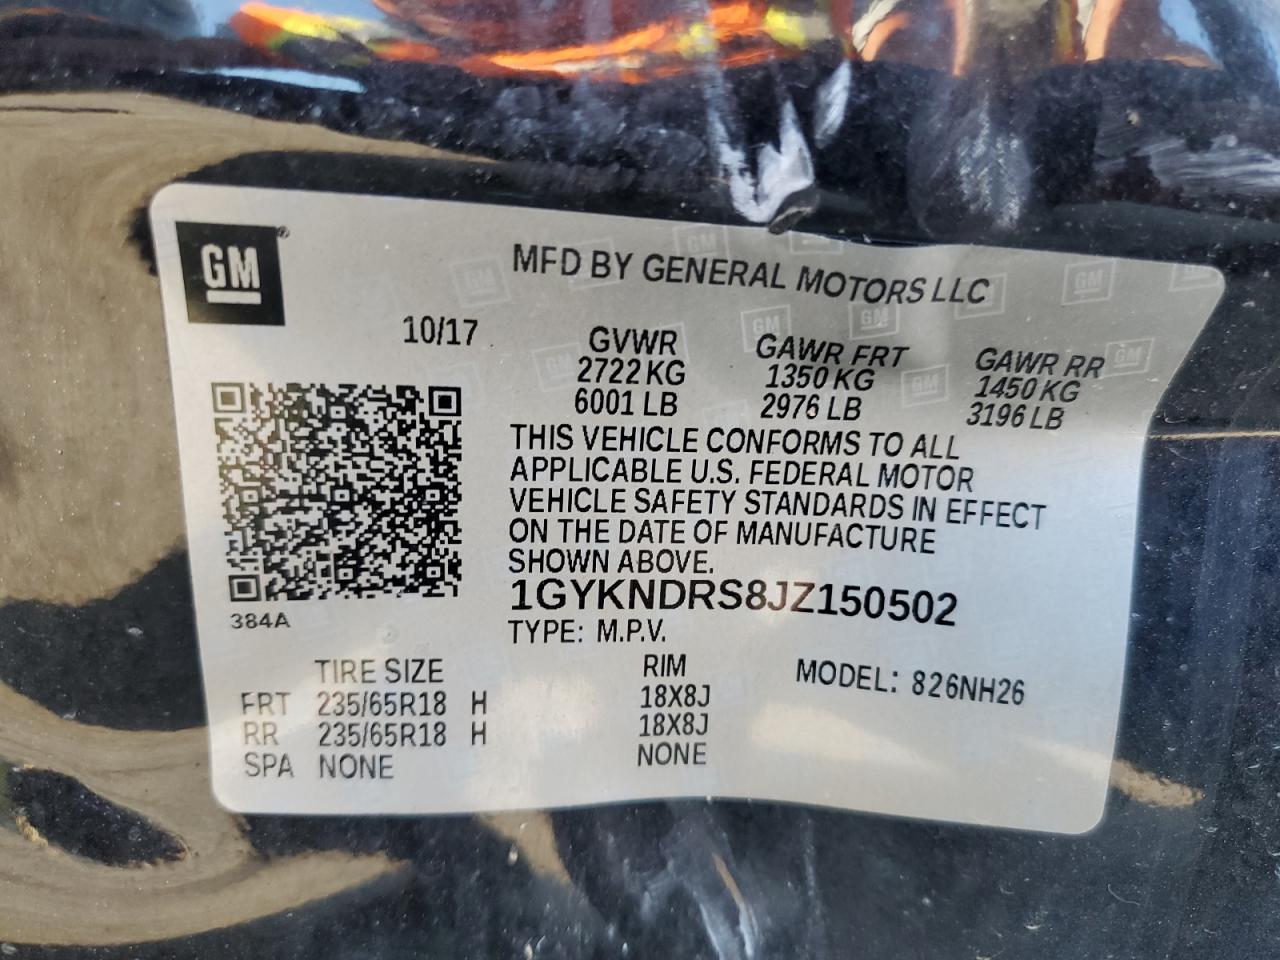 GM
MFD BY GENERAL MOTORS LLC
10/17
GVWR GAWR FRT GAWR RR
2722 KG 1350 KG 1450 KG
6001 LB 2976 LB 3196 LB
THIS VEHICLE CONFORMS TO ALL
APPLICABLE U.S. FEDERAL MOTOR
VEHICLE SAFETY STANDARDS IN EFFECT
ON THE DATE OF MANUFACTURE
SHOWN ABOVE.
1GYKNDRS8JZ150502
384A
TYPE: M.P.V.
TIRE SIZE RIM MODEL: 826NH26
FRT 235/65R18 H 18X8J
RR 235/65R18 H 18X8J
SPA NONE NONE